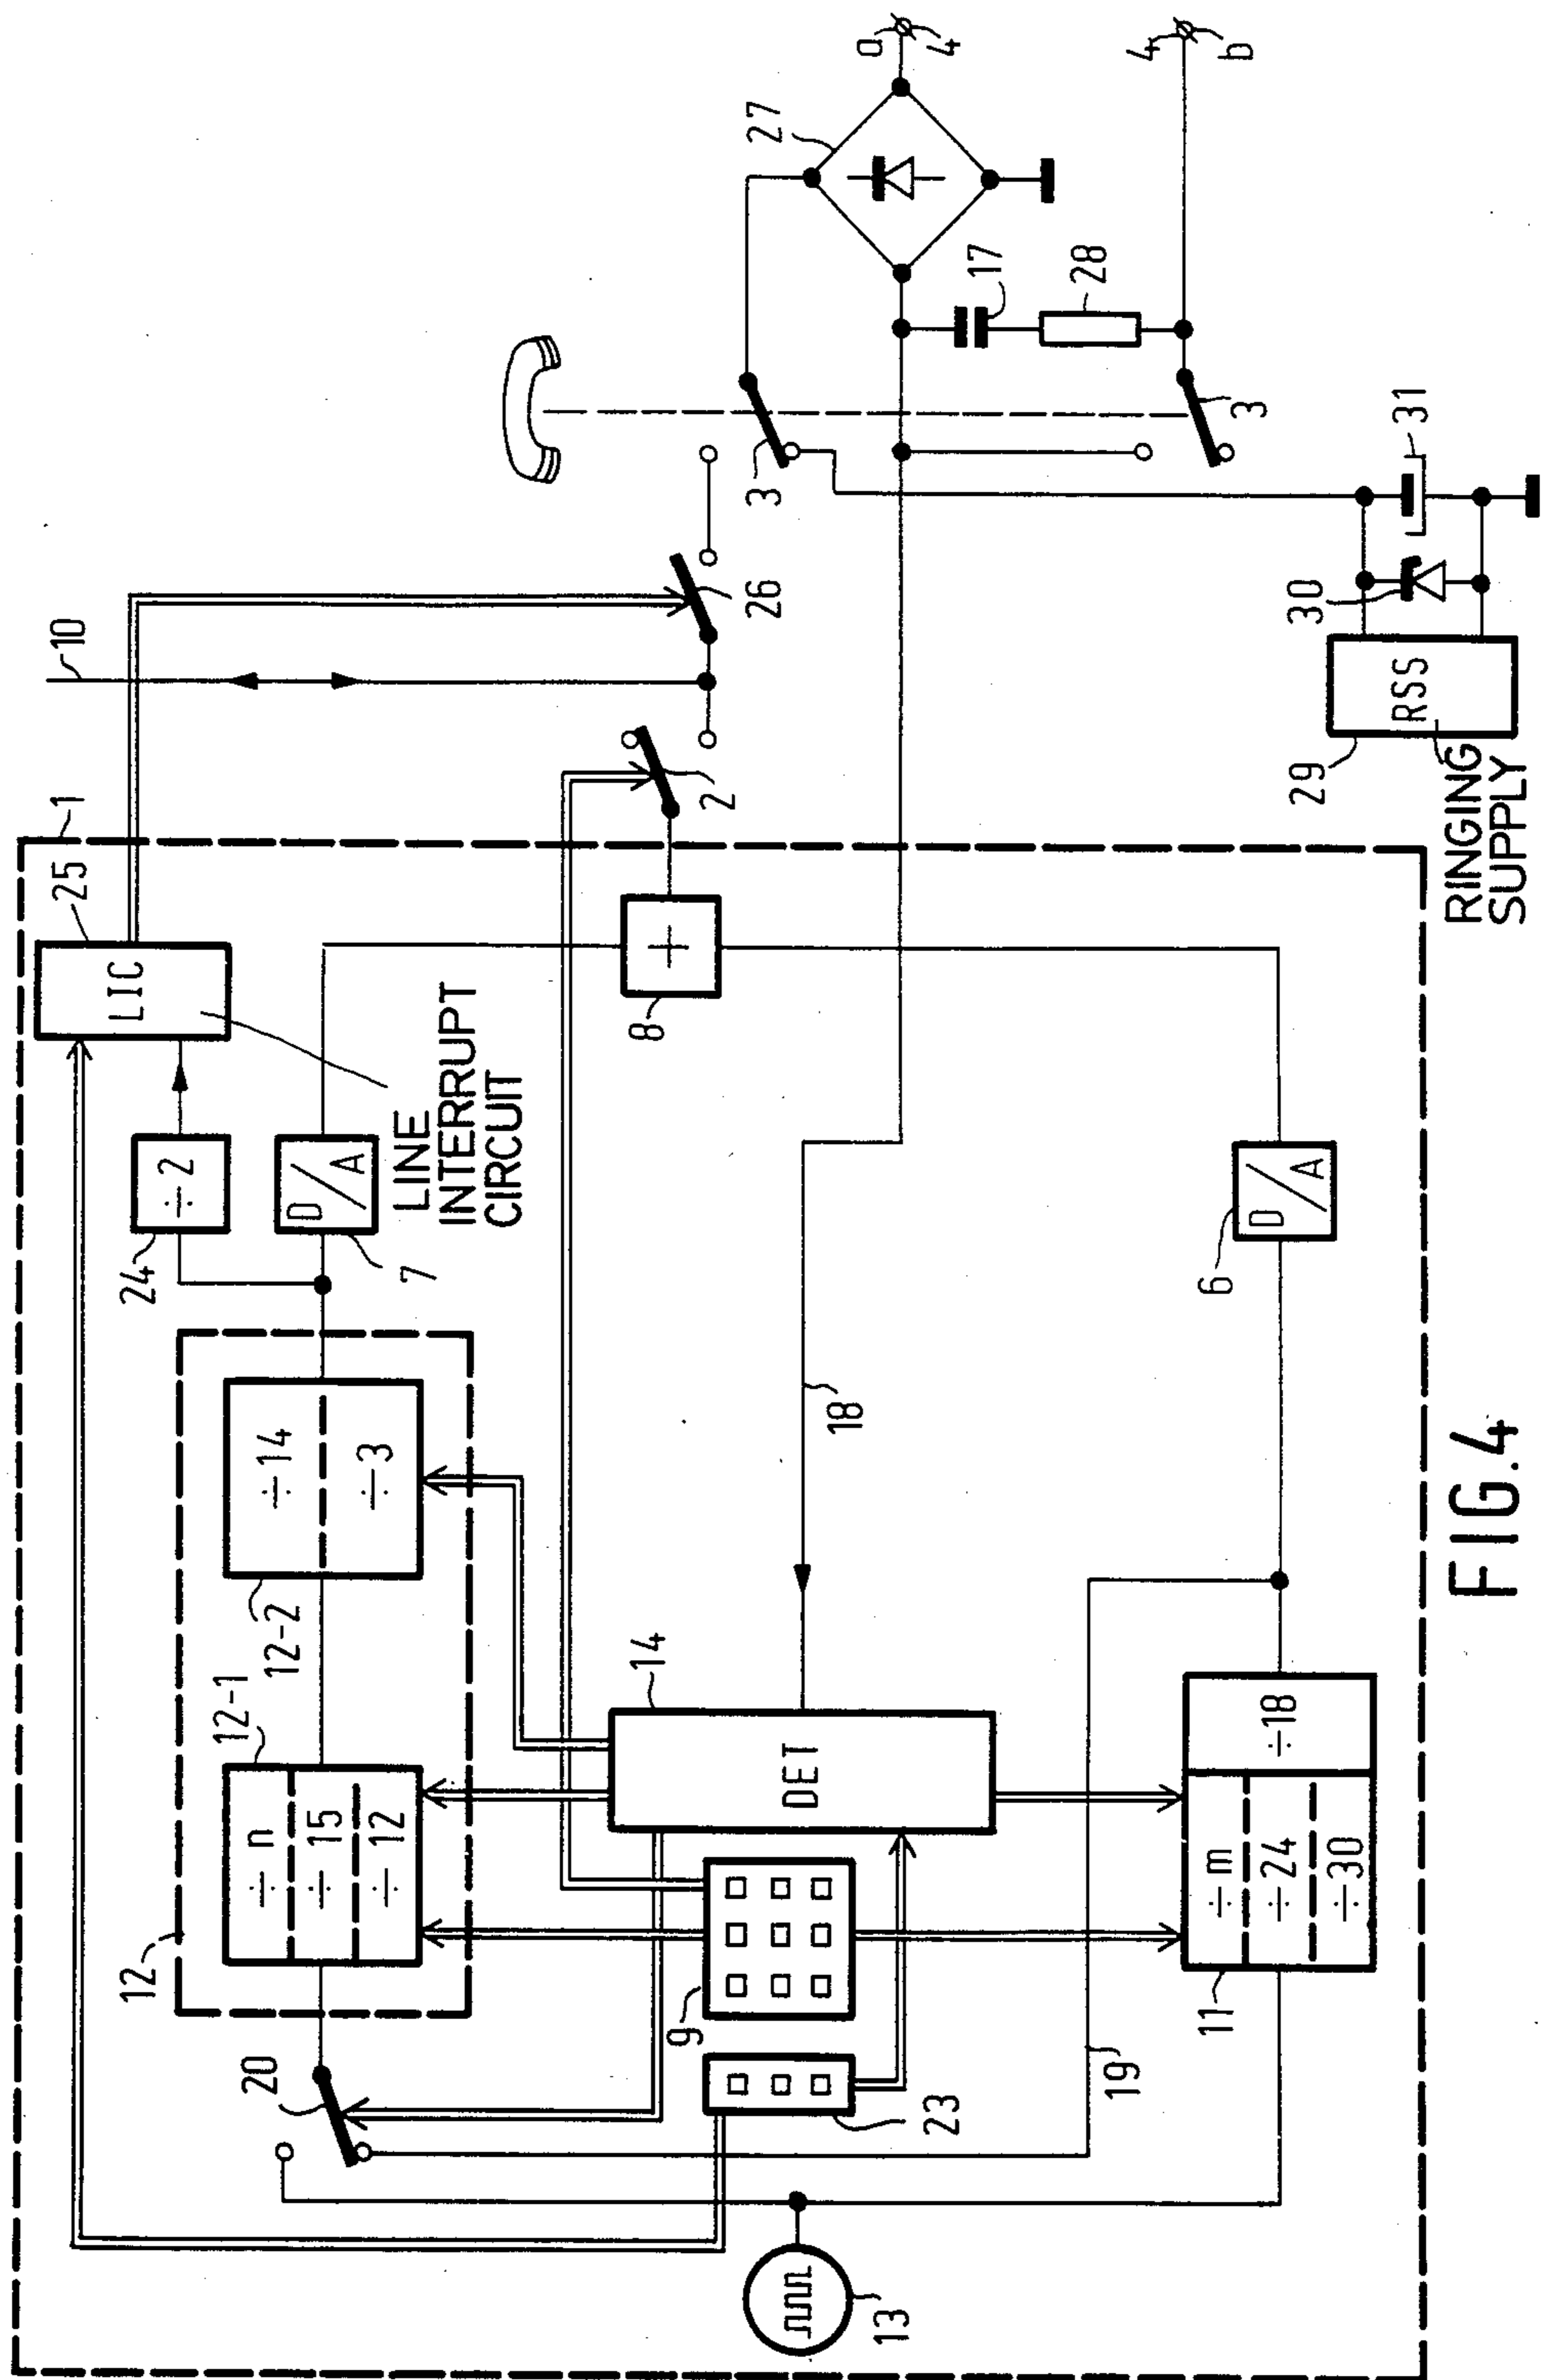 1
25
LIC
LINE
INTERRUPT
CIRCUIT
÷2
24
D/A
7
12
12-1
÷n
÷15
÷12
12-2
÷14
÷3
20
10
26
2
8
+
3
27
a
4
4
b
17
28
3
31
30
RSS
29
RINGING
SUPPLY
18
14
DET
9
23
19
13
11
÷m
÷24
÷30
÷18
D/A
6
FIG.4